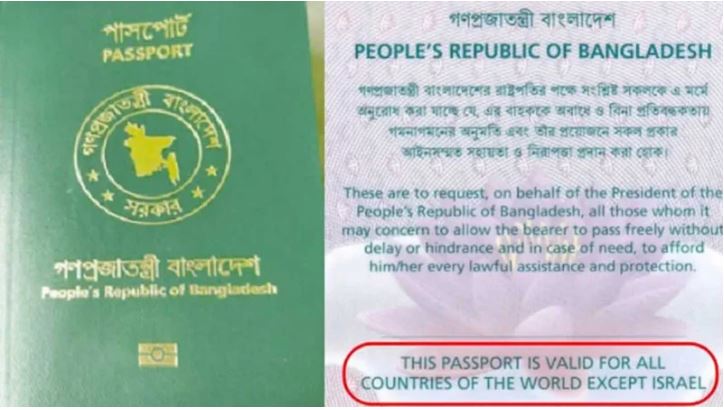 পাসপোর্ট
PASSPORT
গণপ্রজাতন্ত্রী বাংলাদেশ
সরকার
গণপ্রজাতন্ত্রী বাংলাদেশ
People's Republic of Bangladesh
গণপ্রজাতন্ত্রী বাংলাদেশ
PEOPLE'S REPUBLIC OF BANGLADESH
গণপ্রজাতন্ত্রী বাংলাদেশের রাষ্ট্রপতির পক্ষে সংশ্লিষ্ট সকলকে এ মর্মে
অনুরোধ করা যাচ্ছে যে, এর বাহককে অবাধে ও বিনা প্রতিবন্ধকতায়
গমনাগমনের অনুমতি এবং তাঁর প্রয়োজনে সকল প্রকার
আইনসম্মত সহায়তা ও নিরাপত্তা প্রদান করা হোক।
These are to request, on behalf of the President of the
People's Republic of Bangladesh, all those whom it
may concern to allow the bearer to pass freely without
delay or hindrance and in case of need, to afford
him/her every lawful assistance and protection.
THIS PASSPORT IS VALID FOR ALL
COUNTRIES OF THE WORLD EXCEPT ISRAEL